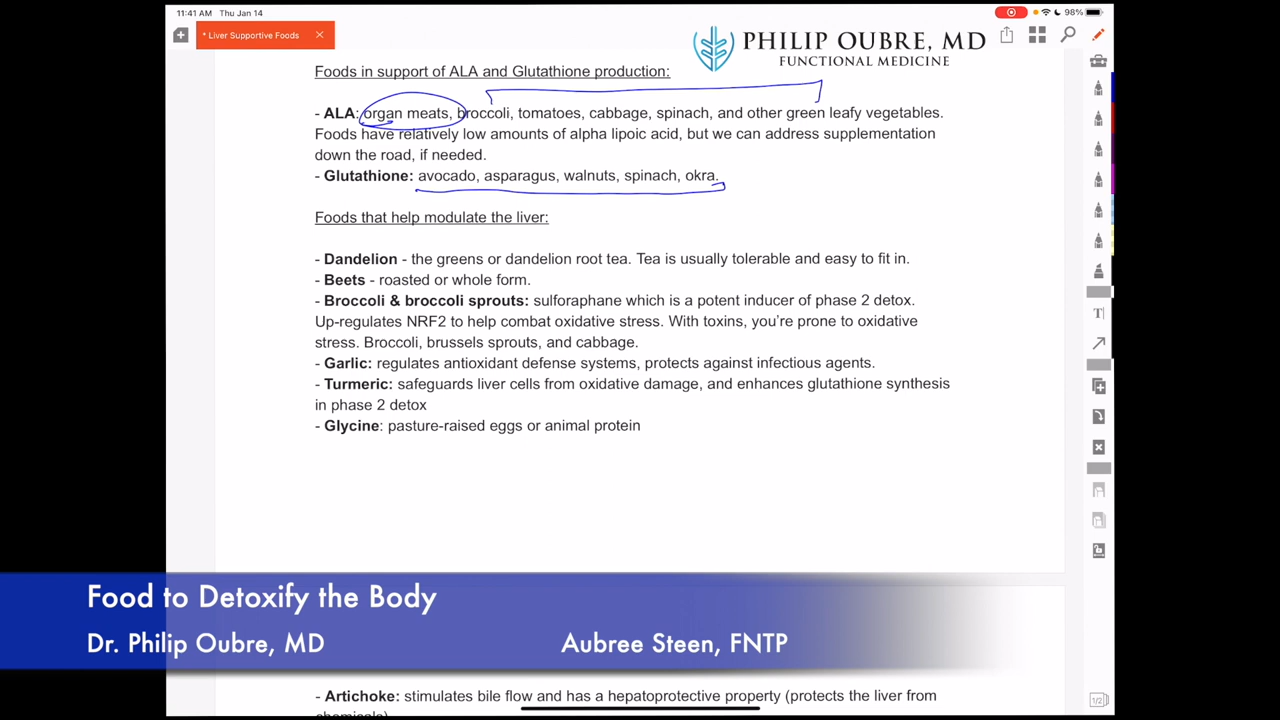 11:41 AM Thu Jan 14
98%
* Liver Supportive Foods
PHILIP OUBRE, MD
FUNCTIONAL MEDICINE
Foods in support of ALA and Glutathione production:
- ALA: organ meats, broccoli, tomatoes, cabbage, spinach, and other green leafy vegetables.
Foods have relatively low amounts of alpha lipoic acid, but we can address supplementation
down the road, if needed.
- Glutathione: avocado, asparagus, walnuts, spinach, okra.
Foods that help modulate the liver:
- Dandelion - the greens or dandelion root tea. Tea is usually tolerable and easy to fit in.
- Beets - roasted or whole form.
- Broccoli & broccoli sprouts: sulforaphane which is a potent inducer of phase 2 detox.
Up-regulates NRF2 to help combat oxidative stress. With toxins, you're prone to oxidative
stress. Broccoli, brussels sprouts, and cabbage.
- Garlic: regulates antioxidant defense systems, protects against infectious agents.
- Turmeric: safeguards liver cells from oxidative damage, and enhances glutathione synthesis
in phase 2 detox
- Glycine: pasture-raised eggs or animal protein
Food to Detoxify the Body
Dr. Philip Oubre, MD Aubree Steen, FNTP
- Artichoke: stimulates bile flow and has a hepatoprotective property (protects the liver from
chemicals)
1/2